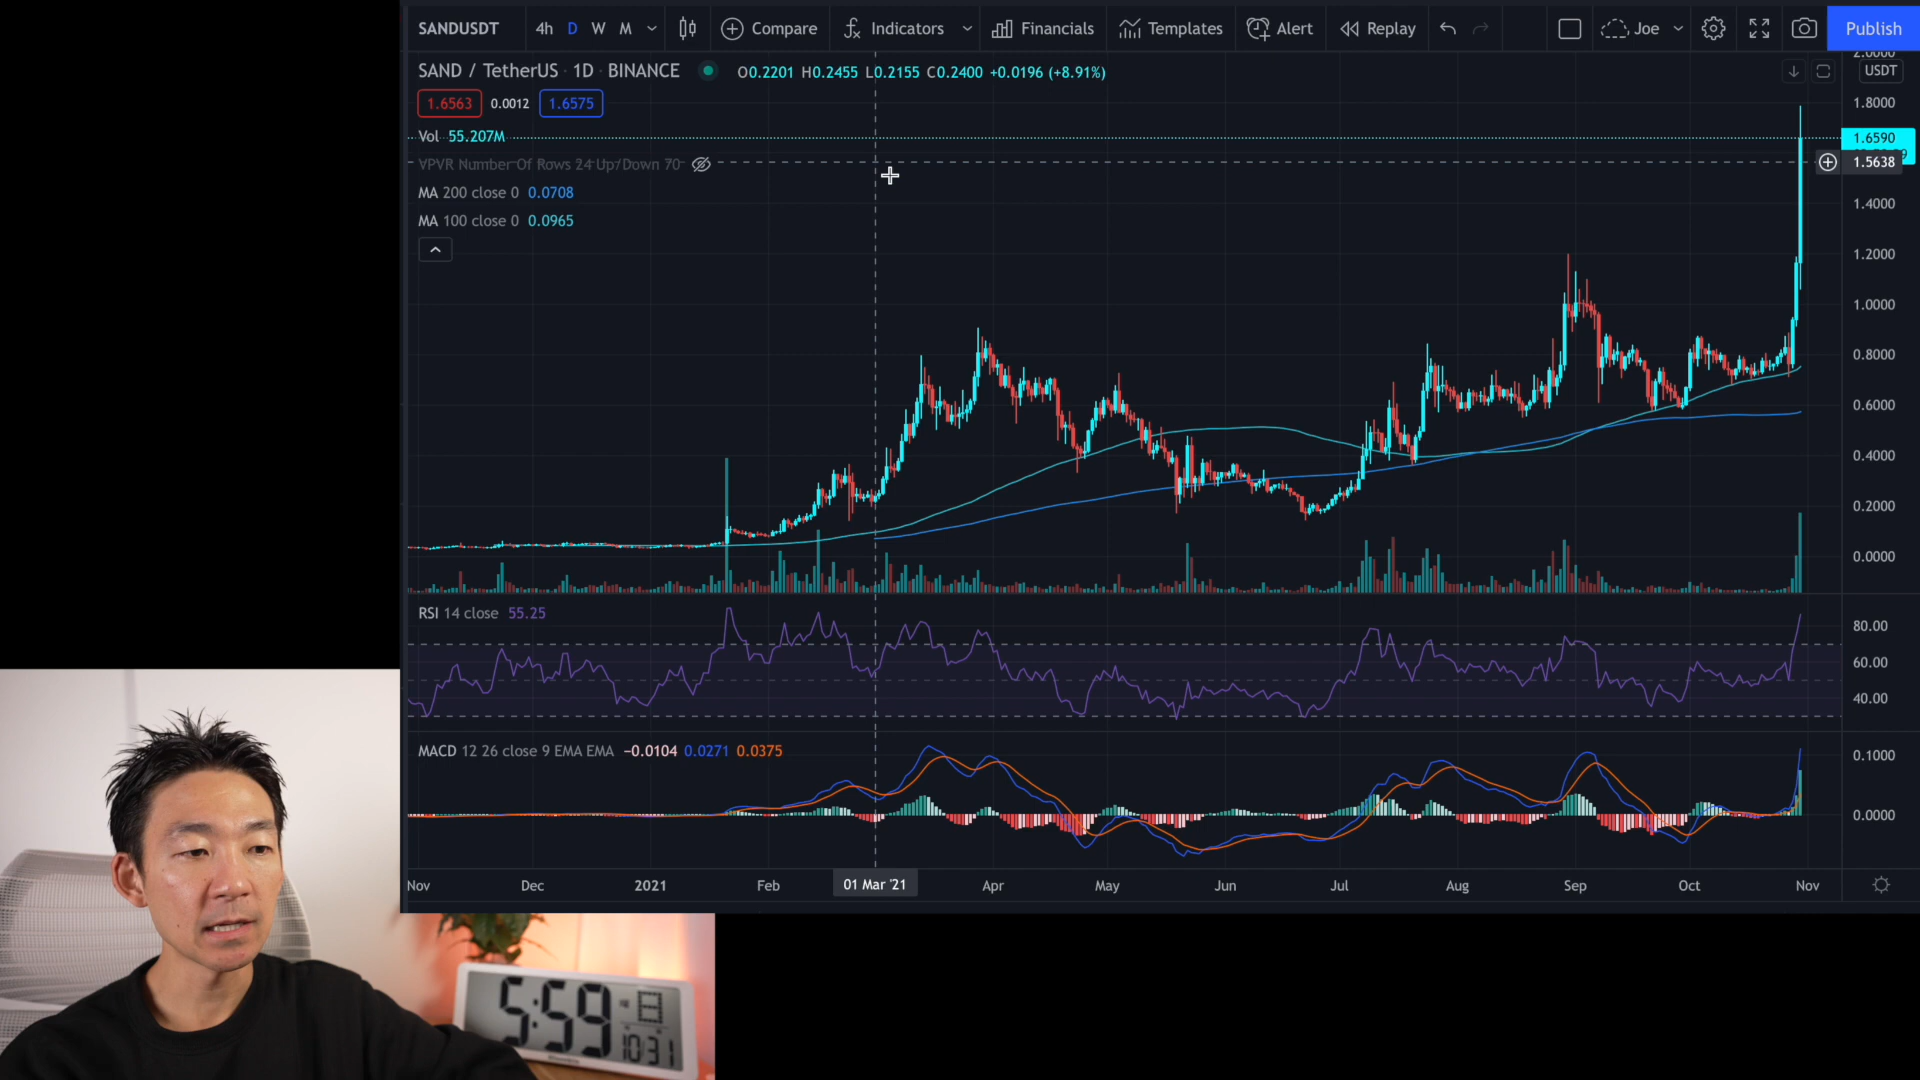 SANDUSDT 4h D W M Compare Indicators Financials Templates Alert Replay Joe Publish
SAND / TetherUS · 1D · BINANCE O0.2201 H0.2455 L0.2155 C0.2400 +0.0196 (+8.91%)
USDT
1.6563 0.0012 1.6575
Vol 55.207M
VPVR Number Of Rows 24 Up/Down 70
MA 200 close 0 0.0708
MA 100 close 0 0.0965
2.0000
1.8000
1.6590
1.5638
1.4000
1.2000
1.0000
0.8000
0.6000
0.4000
0.2000
0.0000
RSI 14 close 55.25
80.00
60.00
40.00
MACD 12 26 close 9 EMA EMA −0.0104 0.0271 0.0375
0.1000
0.0000
Nov Dec 2021 Feb 01 Mar '21 Apr May Jun Jul Aug Sep Oct Nov
5:59 日
10/31